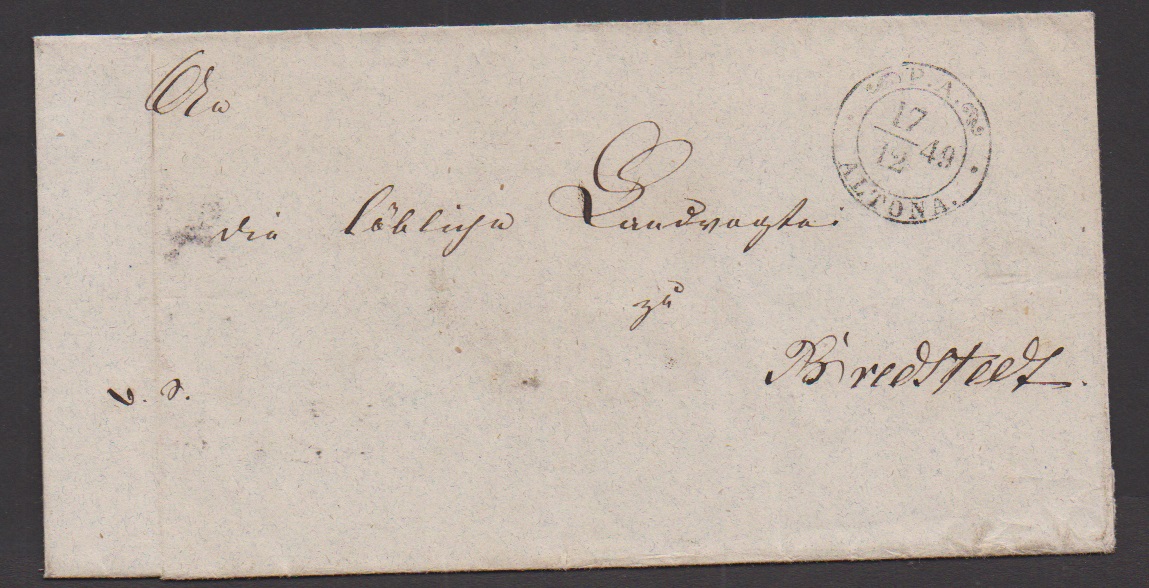 An
P. A.
17
12 49
ALTONA.
die löbliche Landvogtei
zu
Bredstedt.